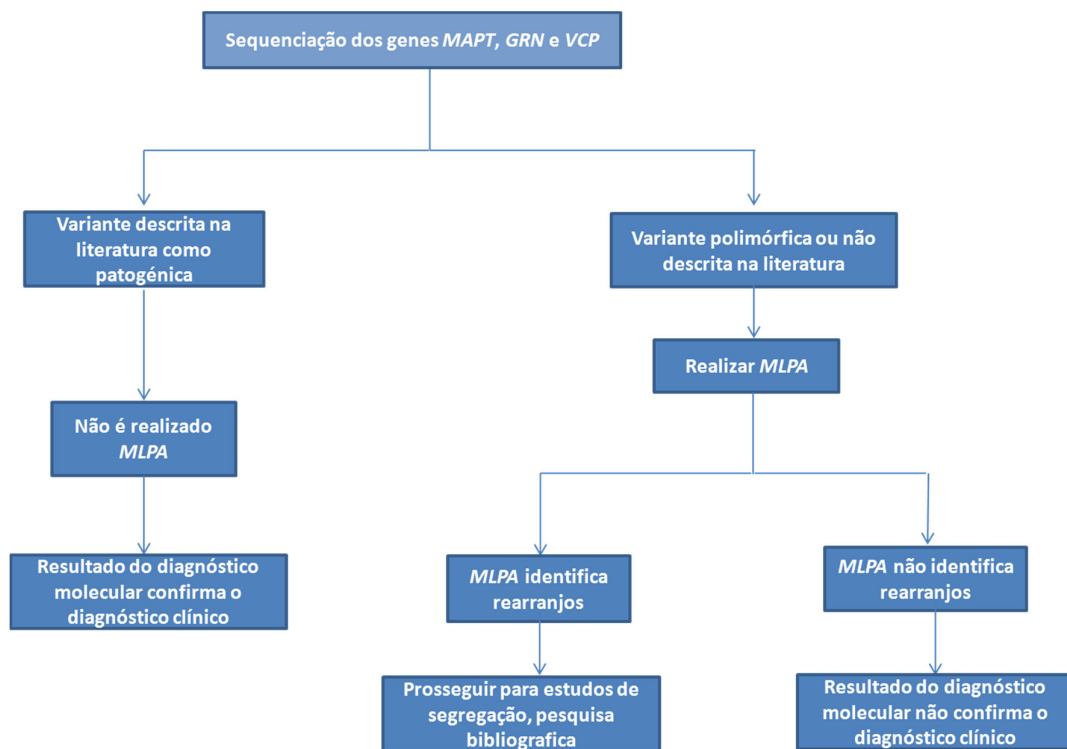 Sequenciação dos genes MAPT, GRN e VCP
Variante descrita na
literatura como
patogénica
Variante polimórfica ou não
descrita na literatura
Realizar MLPA
Não é realizado
MLPA
Resultado do diagnóstico
molecular confirma o
diagnóstico clínico
MLPA identifica
rearranjos
MLPA não identifica
rearranjos
Prosseguir para estudos de
segregação, pesquisa
bibliografica
Resultado do diagnóstico
molecular não confirma o
diagnóstico clínico